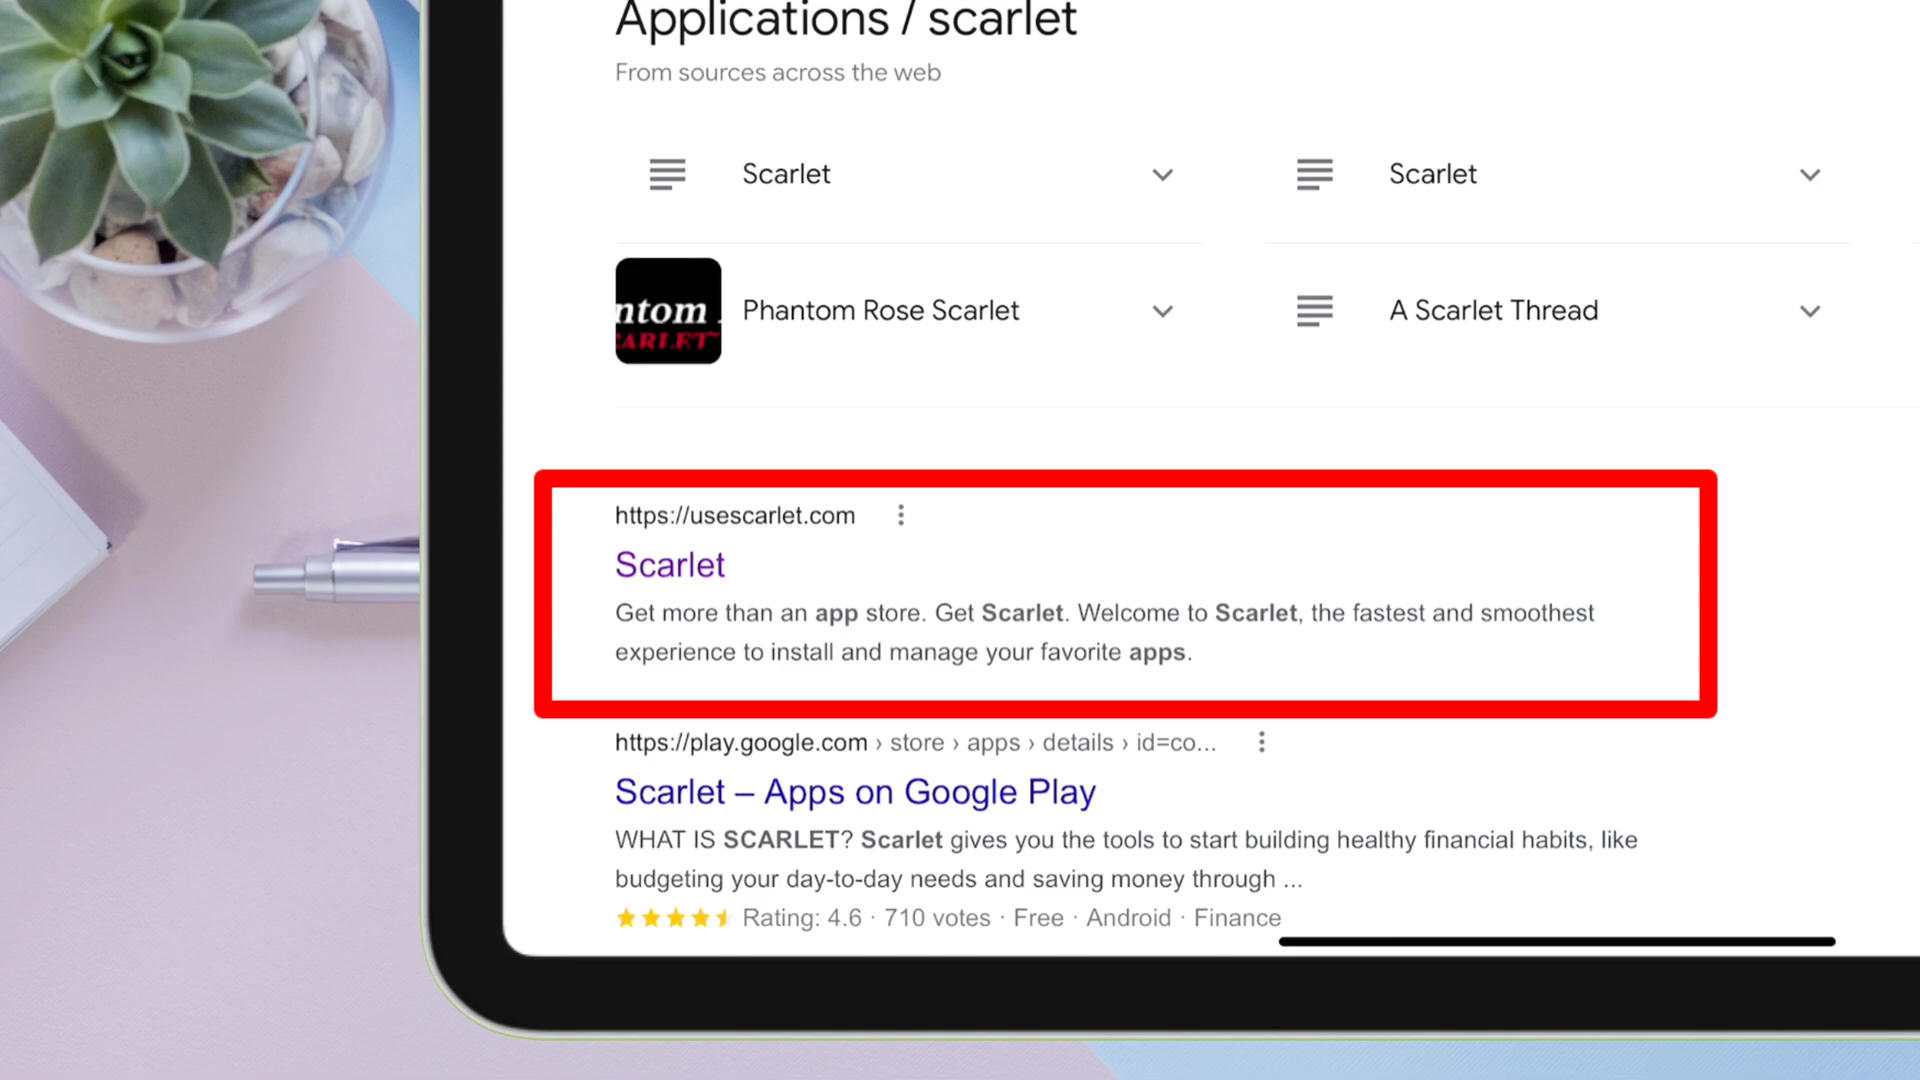 Applications / scarlet
From sources across the web
Scarlet
Scarlet
ntom
CARLET
Phantom Rose Scarlet
A Scarlet Thread
https://usescarlet.com
Scarlet
Get more than an app store. Get Scarlet. Welcome to Scarlet, the fastest and smoothest
experience to install and manage your favorite apps.
https://play.google.com › store › apps › details › id=co...
Scarlet – Apps on Google Play
WHAT IS SCARLET? Scarlet gives you the tools to start building healthy financial habits, like
budgeting your day-to-day needs and saving money through ...
Rating: 4.6 · 710 votes · Free · Android · Finance